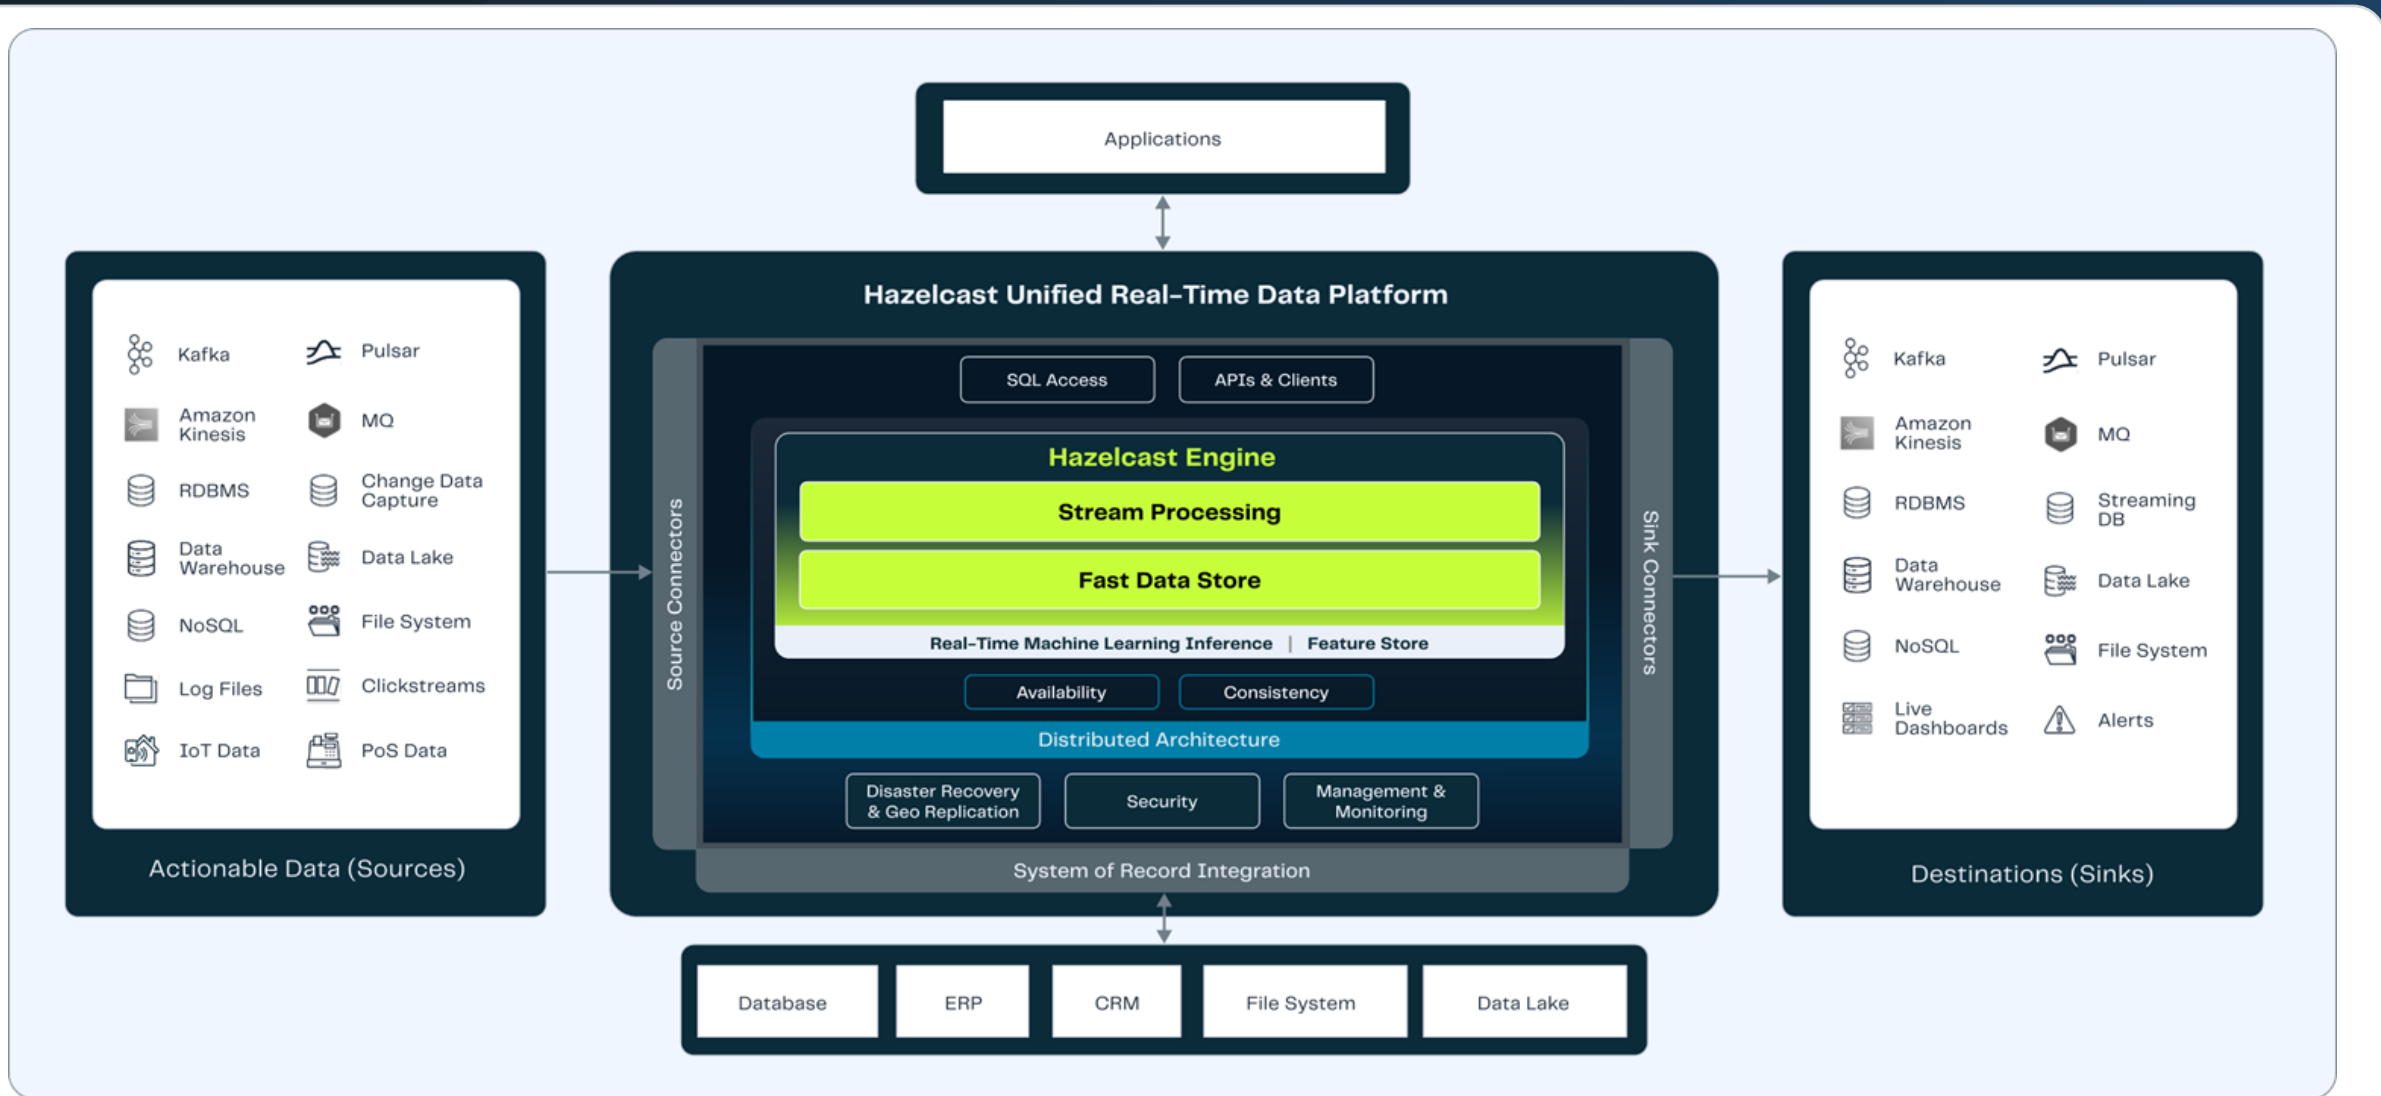 Applications
Kafka
Pulsar
Amazon
Kinesis
MQ
RDBMS
Change Data
Capture
Data
Warehouse
Data Lake
NoSQL
File System
Log Files
Clickstreams
IoT Data
PoS Data
Actionable Data (Sources)
Hazelcast Unified Real-Time Data Platform
Source Connectors
SQL Access
APIs & Clients
Hazelcast Engine
Stream Processing
Fast Data Store
Real-Time Machine Learning Inference | Feature Store
Availability
Consistency
Distributed Architecture
Disaster Recovery
& Geo Replication
Security
Management &
Monitoring
System of Record Integration
Sink Connectors
Kafka
Pulsar
Amazon
Kinesis
MQ
RDBMS
Streaming
DB
Data
Warehouse
Data Lake
NoSQL
File System
Live
Dashboards
Alerts
Destinations (Sinks)
Database
ERP
CRM
File System
Data Lake